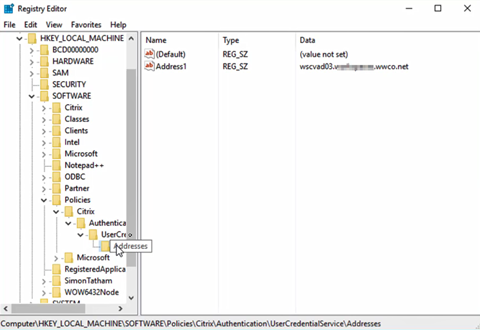 Registry Editor
File Edit View Favorites Help
HKEY_LOCAL_MACHINE
BCD00000000
HARDWARE
SAM
SECURITY
SOFTWARE
Citrix
Classes
Clients
Intel
Microsoft
Notepad++
ODBC
Partner
Policies
Citrix
Authentica
UserCre
Addresses
Microsoft
RegisteredApplica
SimonTatham
WOW6432Node
SYSTEM
Name Type Data
(Default) REG_SZ (value not set)
Address1 REG_SZ wscvad03. wwco.net
Computer\HKEY_LOCAL_MACHINE\SOFTWARE\Policies\Citrix\Authentication\UserCredentialService\Addresses